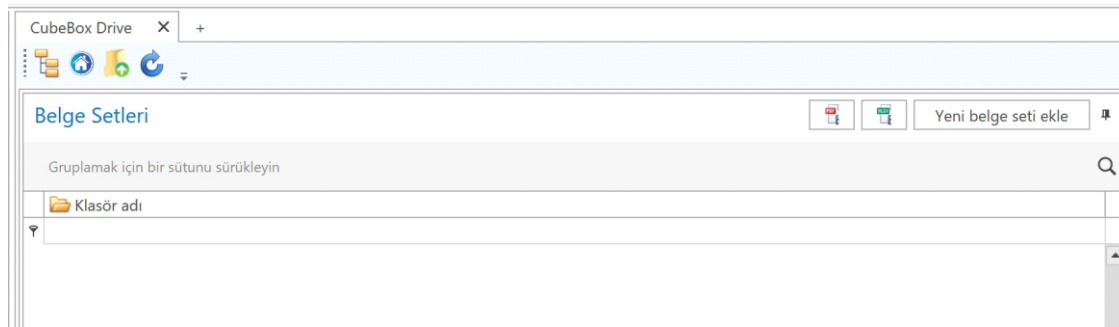 CubeBox Drive
Belge Setleri
Yeni belge seti ekle
Gruplamak için bir sütunu sürükleyin
Klasör adı